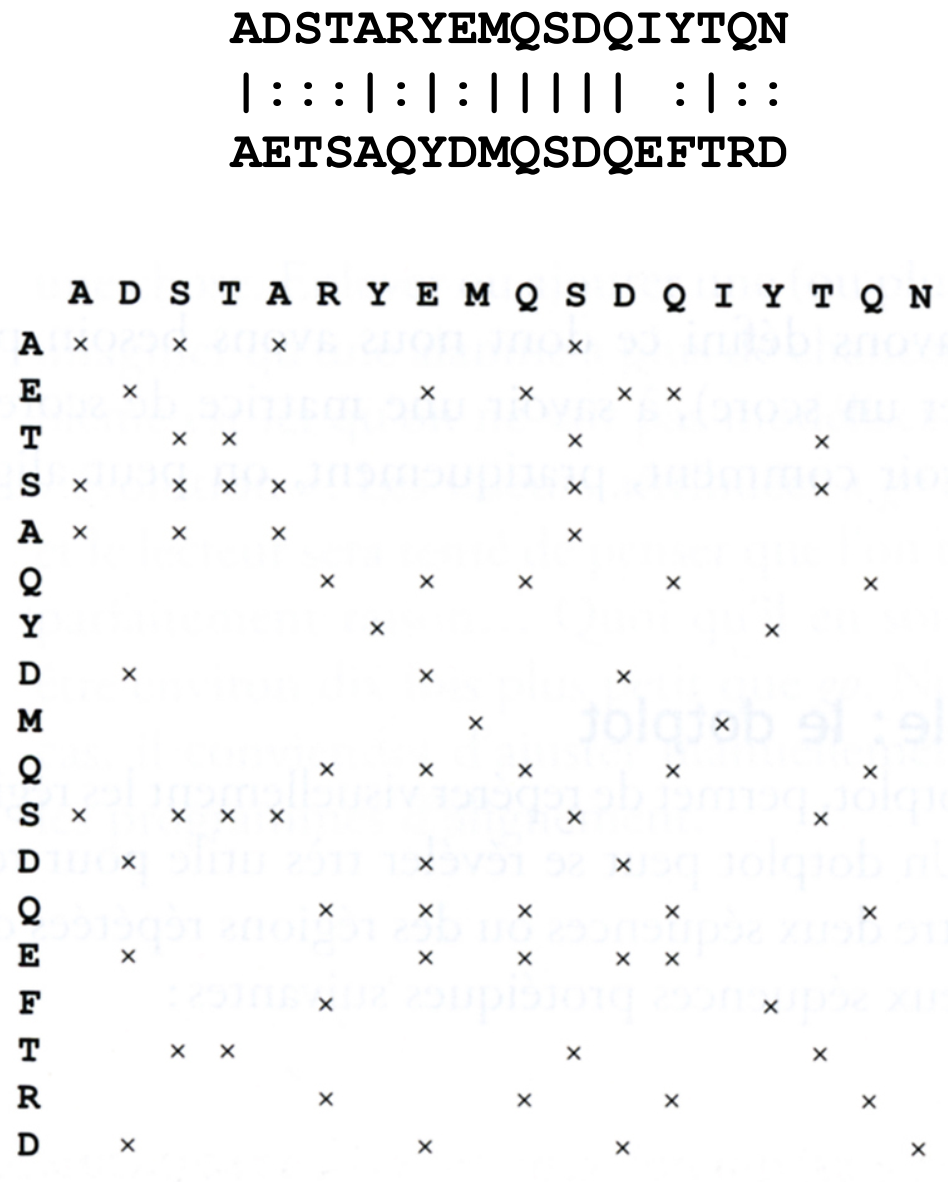 ADSTARYEMQSDQIYTQN
|:::|:|:||||| :|::
AETSAQYDMQSDQEFTRD
A D S T A R Y E M Q S D Q I Y T Q N
A × × × ×
E × × × × ×
T × × × ×
S × × × × × ×
A × × × ×
Q × × × × ×
Y × ×
D × × ×
M × ×
Q × × × × ×
S × × × × × ×
D × × ×
Q × × × × ×
E × × × × ×
F × ×
T × × × ×
R × × × ×
D × × × ×